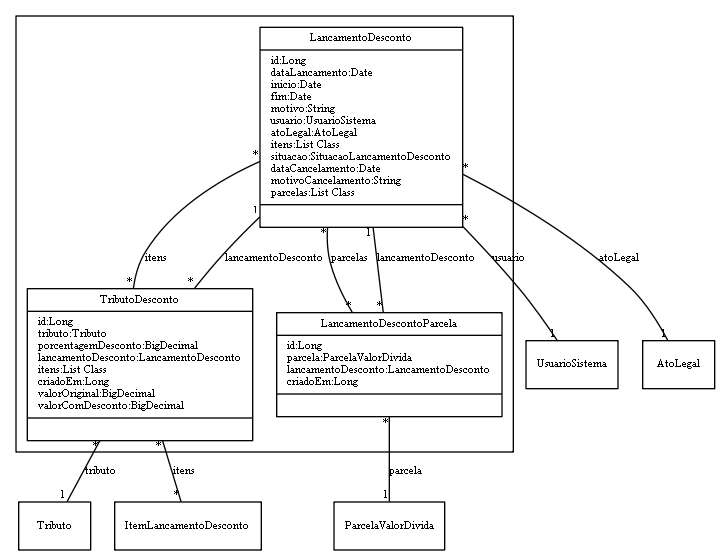 LancamentoDesconto
id:Long
dataLancamento:Date
inicio:Date
fim:Date
motivo:String
usuario:UsuarioSistema
atoLegal:AtoLegal
itens:List Class
situacao:SituacaoLancamentoDesconto
dataCancelamento:Date
motivoCancelamento:String
parcelas:List Class
* *
1 * 1 *
itens lancamentoDesconto parcelas lancamentoDesconto usuario atoLegal
* * * * 1 1
TributoDesconto
id:Long
tributo:Tributo
porcentagemDesconto:BigDecimal
lancamentoDesconto:LancamentoDesconto
itens:List Class
criadoEm:Long
valorOriginal:BigDecimal
valorComDesconto:BigDecimal
LancamentoDescontoParcela
id:Long
parcela:ParcelaValorDivida
lancamentoDesconto:LancamentoDesconto
criadoEm:Long
UsuarioSistema
AtoLegal
* * *
tributo itens parcela
1 * 1
Tributo
ItemLancamentoDesconto
ParcelaValorDivida